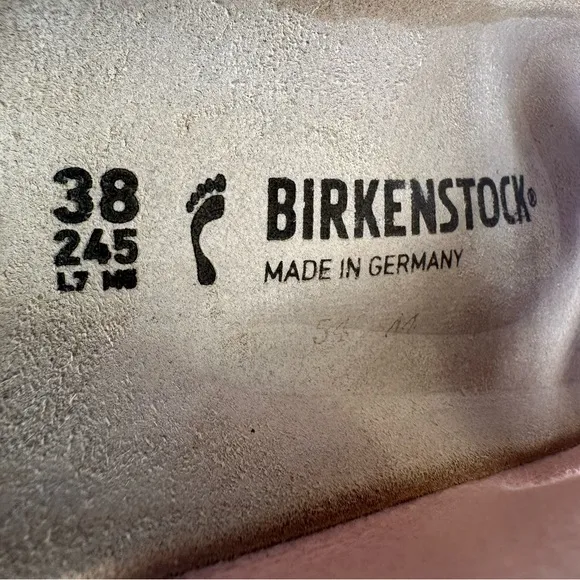 38
245
L7 M5
BIRKENSTOCK®
MADE IN GERMANY